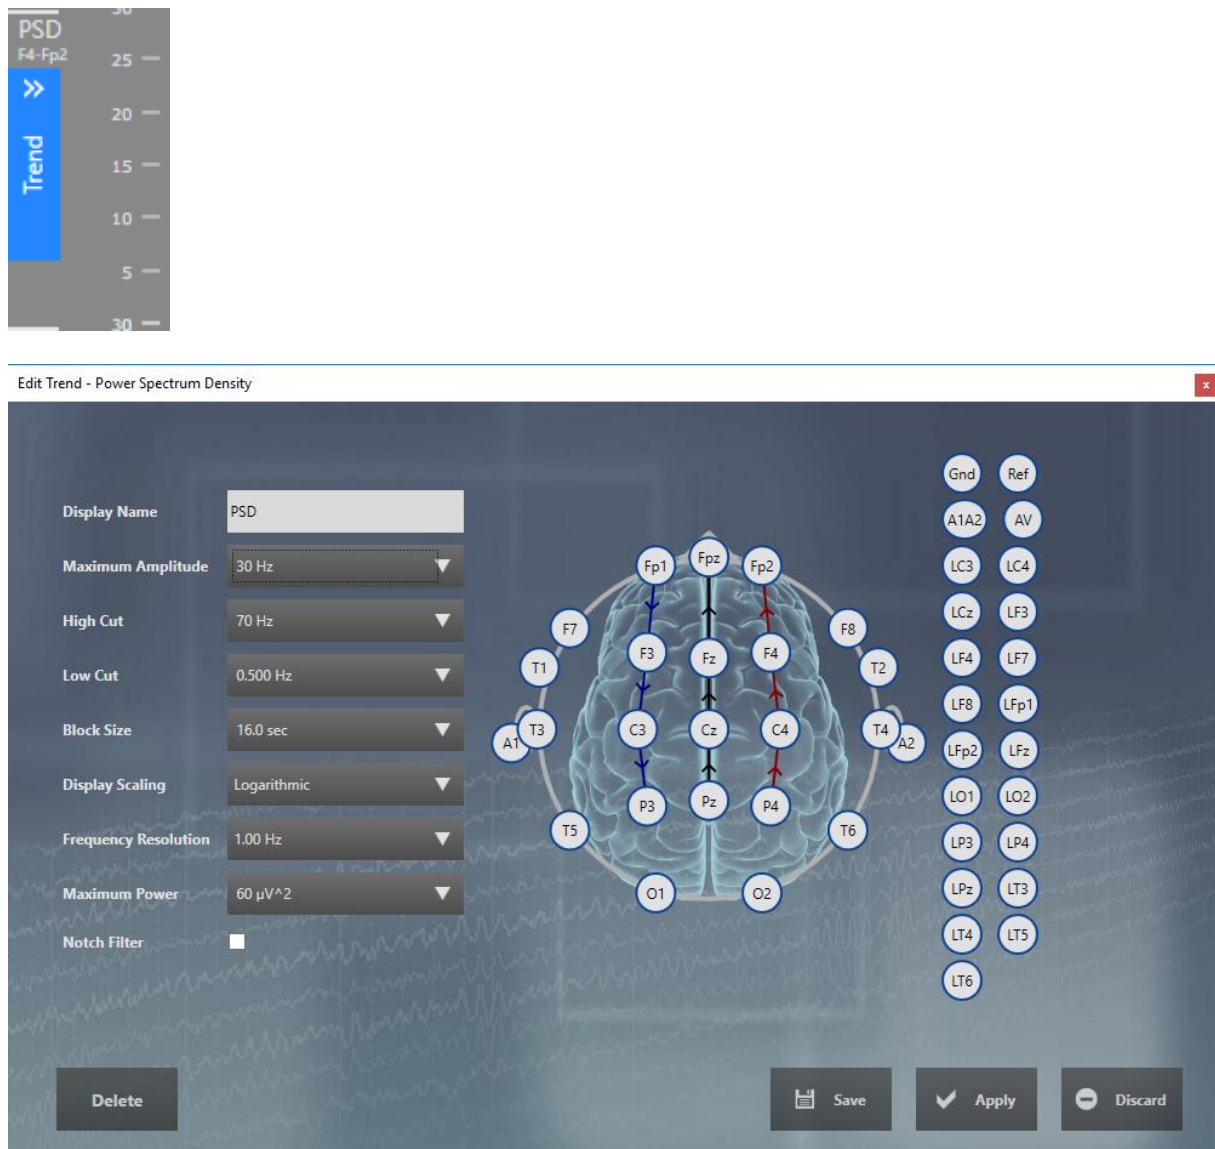 30
PSD
F4-Fp2
25
20
Trend
15
10
5
30
Edit Trend - Power Spectrum Density
x
Display Name
PSD
Maximum Amplitude
30 Hz
High Cut
70 Hz
Low Cut
0.500 Hz
Block Size
16.0 sec
Display Scaling
Logarithmic
Frequency Resolution
1.00 Hz
Maximum Power
60 µV^2
Notch Filter
Fp1 Fpz Fp2
F7 F8
F3 Fz F4
T1 T2
A1 T3 C3 Cz C4 T4 A2
P3 Pz P4
T5 T6
O1 O2
Gnd Ref
A1A2 AV
LC3 LC4
LCz LF3
LF4 LF7
LF8 LFp1
LFp2 LFz
LO1 LO2
LP3 LP4
LPz LT3
LT4 LT5
LT6
Delete
Save
Apply
Discard